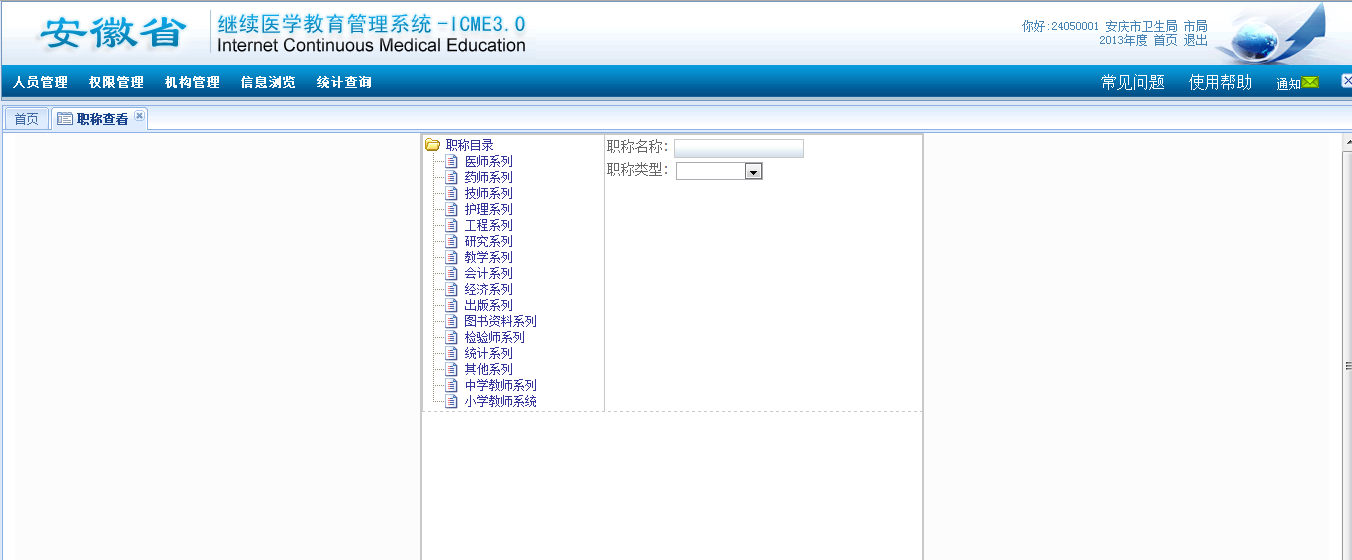 安徽省
继续医学教育管理系统-ICME3.0
Internet Continuous Medical Education
你好:24050001 安庆市卫生局 市局
2013年度 首页 退出
人员管理 权限管理 机构管理 信息浏览 统计查询 常见问题 使用帮助 通知
首页 职称查看
职称目录
医师系列
药师系列
技师系列
护理系列
工程系列
研究系列
教学系列
会计系列
经济系列
出版系列
图书资料系列
检验师系列
统计系列
其他系列
中学教师系列
小学教师系统
职称名称：
职称类型：